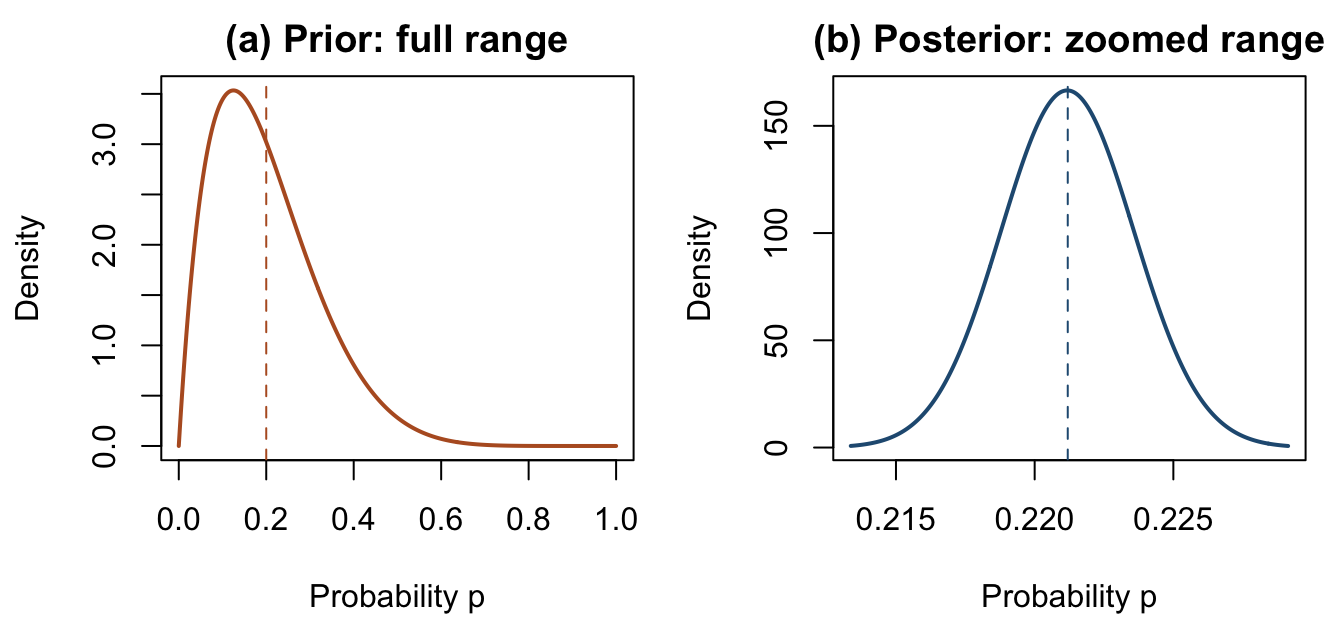 (a) Prior: full range
Density
0.0 1.0 2.0 3.0
0.0 0.2 0.4 0.6 0.8 1.0
Probability p
(b) Posterior: zoomed range
Density
0 50 100 150
0.215 0.220 0.225
Probability p